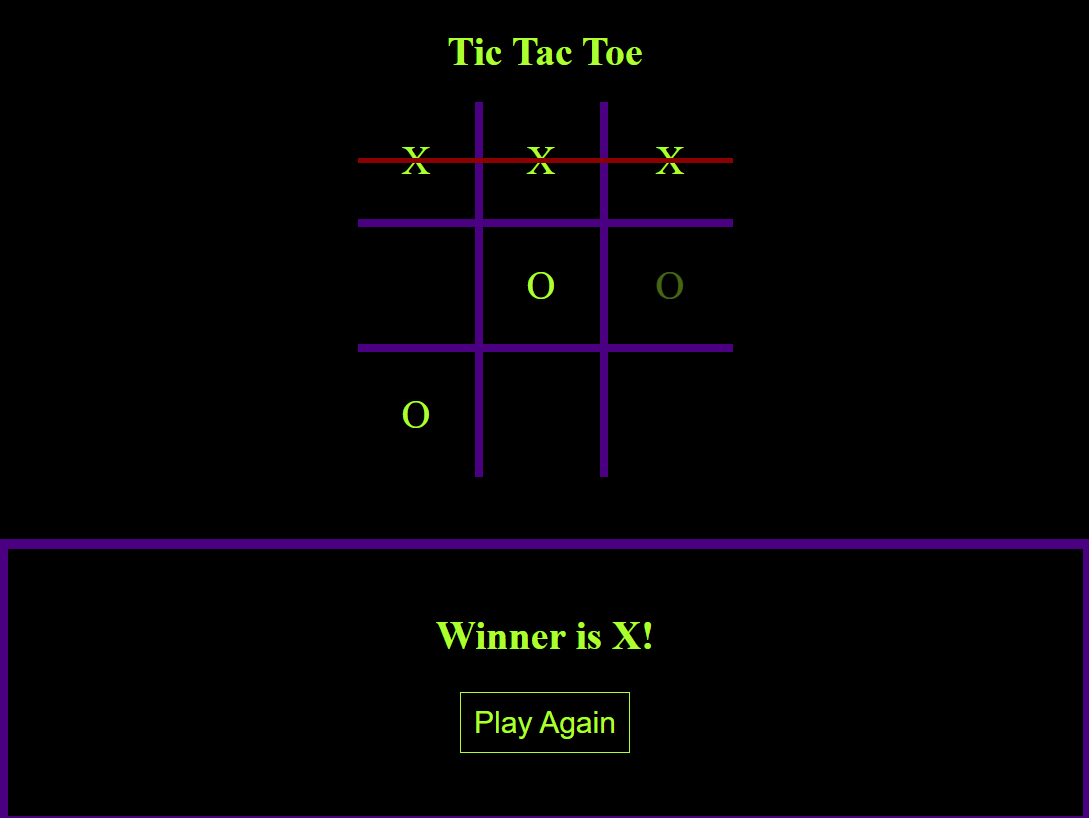 Tic Tac Toe
X X X
O O
O
Winner is X!
Play Again